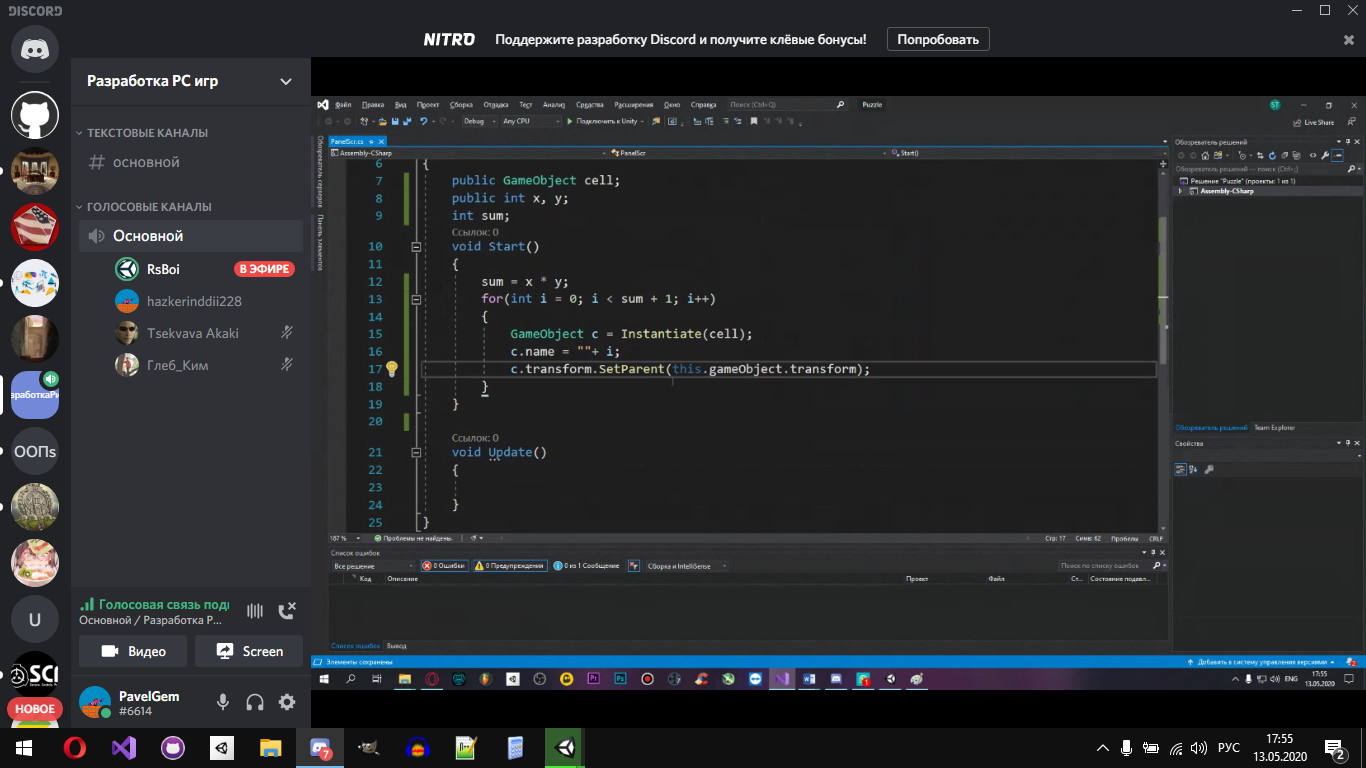 DISCORD
NITRO Поддержите разработку Discord и получите клёвые бонусы! Попробовать
Разработка PC игр
ТЕКСТОВЫЕ КАНАЛЫ
# основной
ГОЛОСОВЫЕ КАНАЛЫ
Основной
RsBoi В ЭФИРЕ
hazkerinddii228
Tsekvava Akaki
Глеб_Ким
ООПs
U
SCI
НОВОЕ
Голосовая связь подк
Основной / Разработка P...
Видео
Screen
PavelGem
#6614
Файл Правка Вид Проект Сборка Отладка Тест Анализ Средства Расширения Окно Справка Поиск (Ctrl+Q) Puzzle ST
Debug Any CPU Подключить к Unity Live Share
Обозреватель серверов Панель элементов
PanelScr.cs
Assembly-CSharp PanelScr Start()
6 {
7 public GameObject cell;
8 public int x, y;
9 int sum;
Ссылок: 0
10 void Start()
11 {
12 sum = x * y;
13 for(int i = 0; i < sum + 1; i++)
14 {
15 GameObject c = Instantiate(cell);
16 c.name = ""+ i;
17 c.transform.SetParent(this.gameObject.transform);
18 }
19 }
20
Ссылок: 0
21 void Update()
22 {
23
24 }
25 }
187 % Проблемы не найдены. Стр: 17 Симв: 62 Пробелы CRLF
Обозреватель решений
Обозреватель решений — поиск (Ctrl+;)
Решение "Puzzle" (проекты: 1 из 1)
Assembly-CSharp
Обозреватель решений Team Explorer
Свойства
Список ошибок
Все решение 0 Ошибки 0 Предупреждения 0 из 1 Сообщение Сборка и IntelliSense Поиск по списку ошибок
Код Описание Проект Файл Ст... Состояние подавл...
Список ошибок Вывод
Элементы сохранены Добавить в систему управления версиями 2
ENG 17:55
13.05.2020
7
РУС 17:55
13.05.2020
2